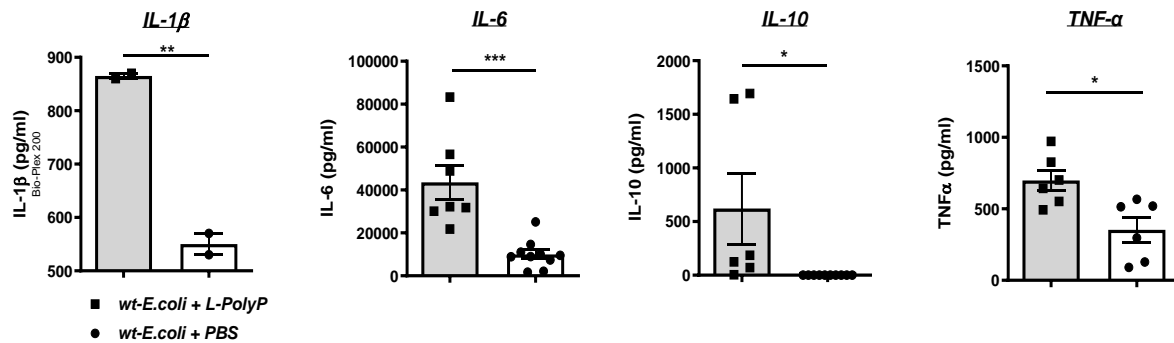 IL-1β
IL-1β (pg/ml)
Bio-Plex 200
900
800
700
600
500
**
IL-6
IL-6 (pg/ml)
100000
80000
60000
40000
20000
0
***
IL-10
IL-10 (pg/ml)
2000
1500
1000
500
0
*
TNF-α
TNFα (pg/ml)
1500
1000
500
0
*
wt-E.coli + L-PolyP
wt-E.coli + PBS